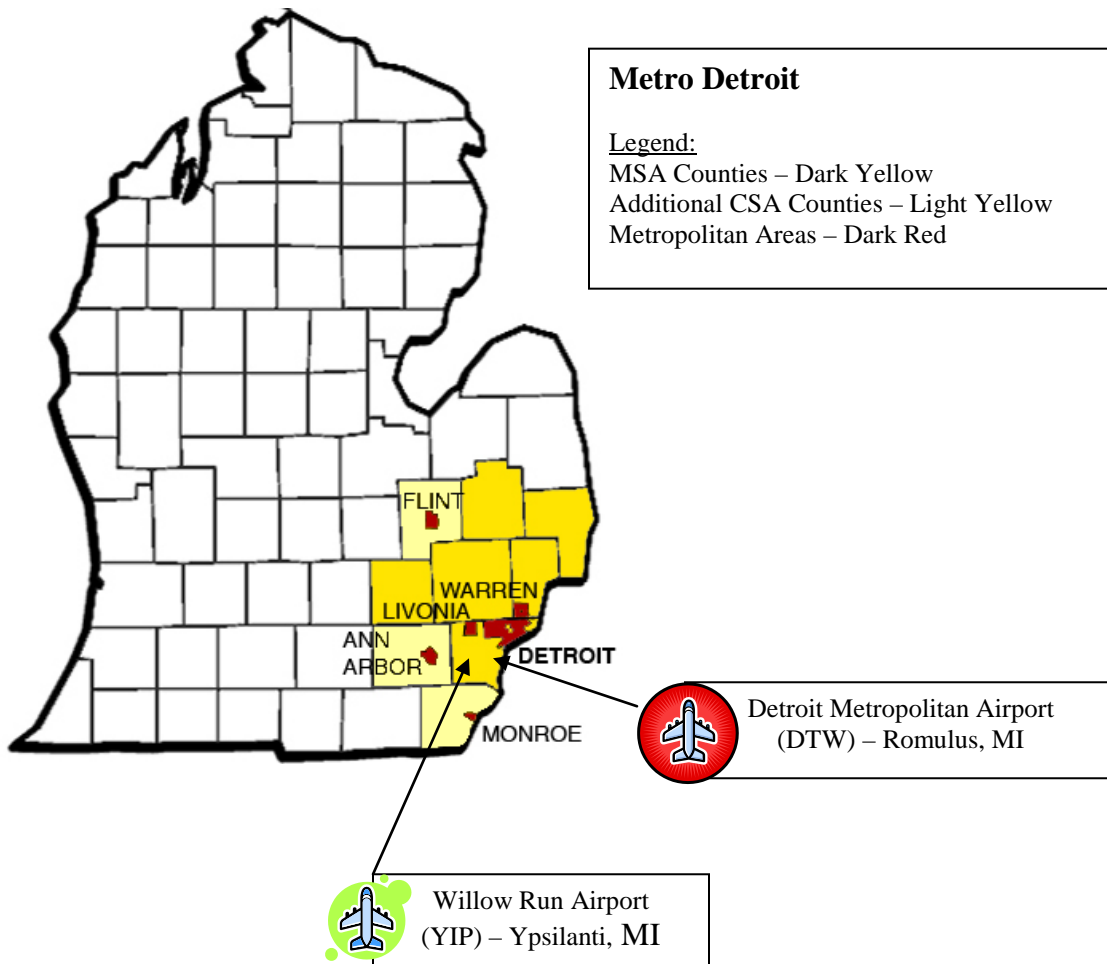 Metro Detroit
Legend:
MSA Counties – Dark Yellow
Additional CSA Counties – Light Yellow
Metropolitan Areas – Dark Red
FLINT
WARREN
LIVONIA
ANN
ARBOR
DETROIT
MONROE
Detroit Metropolitan Airport
(DTW) – Romulus, MI
Willow Run Airport
(YIP) – Ypsilanti, MI